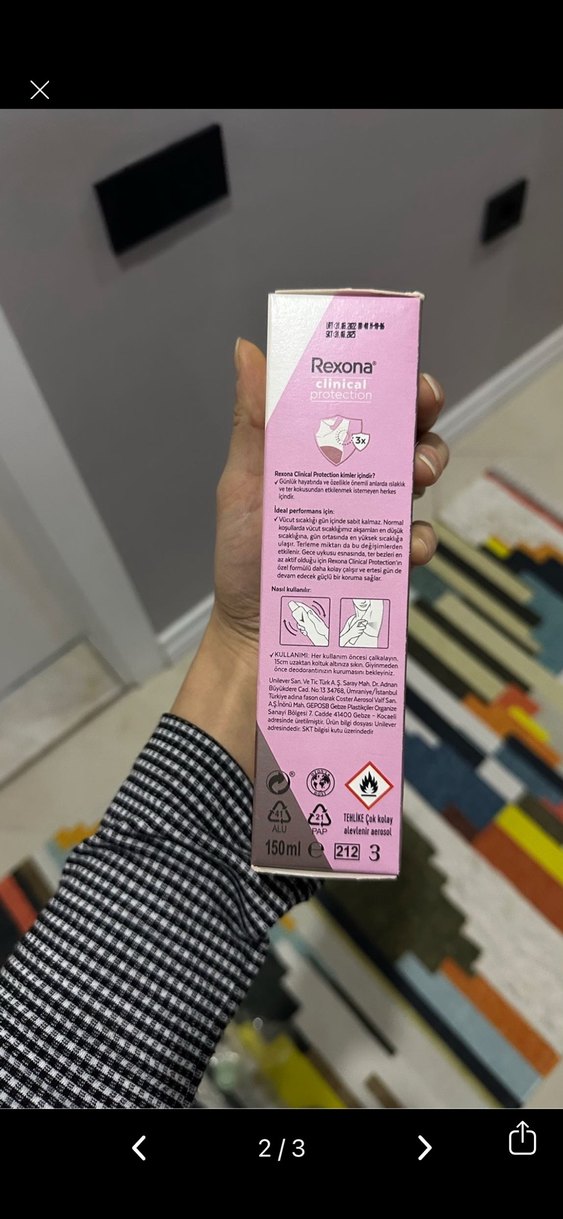 Rexona®
clinical
protection
3x
Rexona Clinical Protection kimler içindir?
✓ Günlük hayatında ve özellikle önemli anlarda ıslaklık
ve ter kokusundan etkilenmek istemeyen herkes
içindir.
İdeal performans için:
✓ Vücut sıcaklığı gün içinde sabit kalmaz. Normal
koşullarda vücut sıcaklığımız akşamları en düşük
sıcaklığına, gün ortasında en yüksek sıcaklığa
ulaşır. Terleme miktarı da bu değişimlerden
etkilenir. Gece uykusu esnasında, ter bezleri en
az aktif olduğu için Rexona Clinical Protection'ın
özel formülü daha kolay çalışır ve ertesi gün de
devam edecek güçlü bir koruma sağlar.
Nasıl kullanılır:
✓ KULLANIMI: Her kullanım öncesi çalkalayın,
15cm uzaktan koltuk altınıza sıkın. Giyinmeden
önce deodorantınızın kurumasını bekleyiniz.
Unilever San. Ve Tic Türk A.Ş. Saray Mah. Dr. Adnan
Büyükdere Cad. No:13 34768, Ümraniye/İstanbul
Türkiye adına fason olarak Coster Aerosol Valf San.
A.Ş.İnönü Mah. GEPOSB Gebze Plastikçiler Organize
Sanayi Bölgesi 7. Cadde 41400 Gebze - Kocaeli
adresinde üretilmiştir. Ürün bilgi dosyası Unilever
adresindedir. SKT bilgisi kutu üzerindedir.
41
ALU
21
PAP
TEHLİKE Çok kolay
alevlenir aerosol
150ml e 212 3
2 / 3